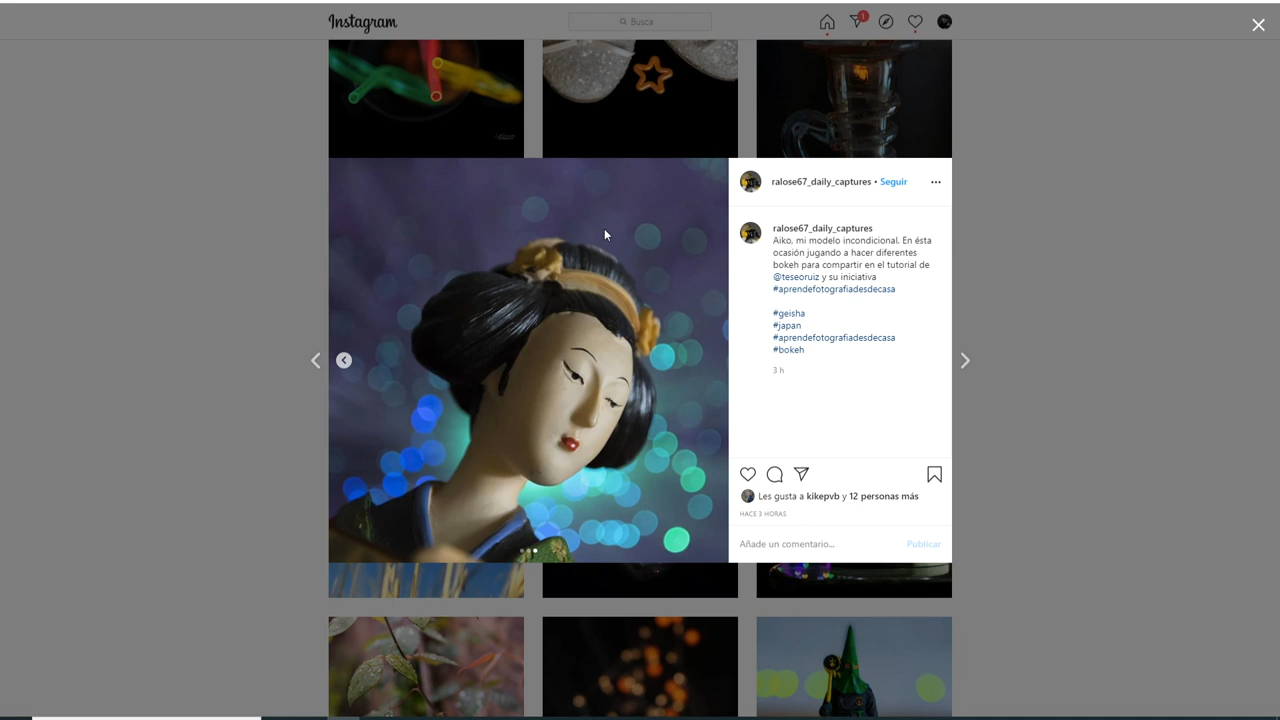 Instagram
Busca
1
ralose67_daily_captures • Seguir
ralose67_daily_captures
Aiko, mi modelo incondicional. En ésta
ocasión jugando a hacer diferentes
bokeh para compartir en el tutorial de
@teseoruiz y su iniciativa
#aprendefotografiadesdecasa
#geisha
#japan
#aprendefotografiadesdecasa
#bokeh
3 h
Les gusta a kikepvb y 12 personas más
HACE 3 HORAS
Añade un comentario...
Publicar